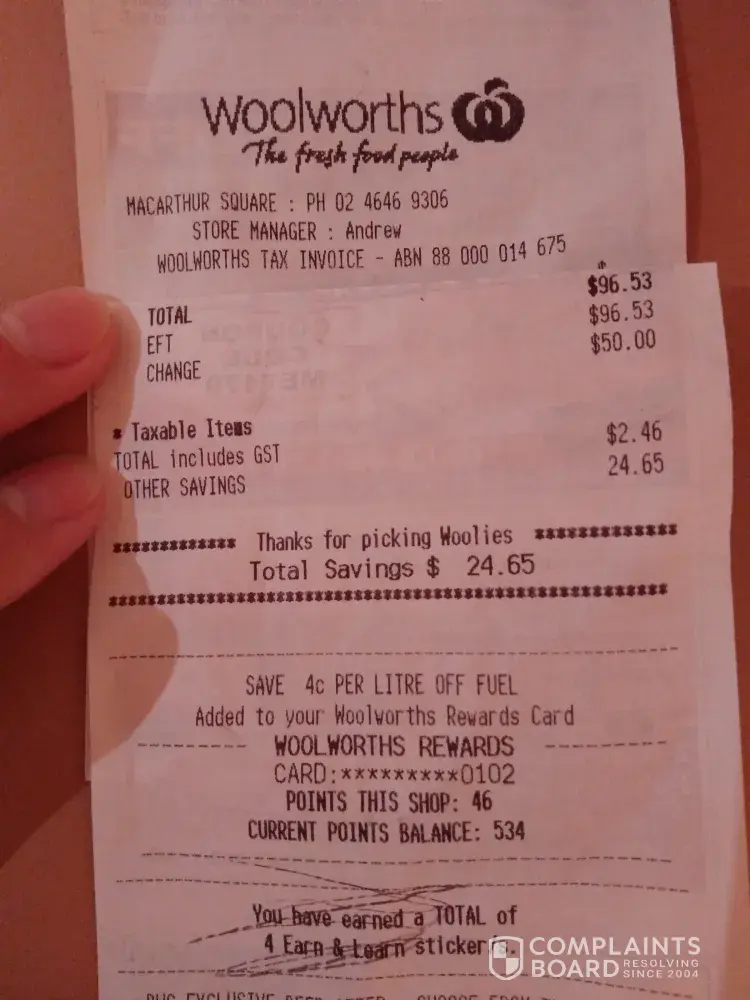 Woolworths
The fresh food people
MACARTHUR SQUARE : PH 02 4646 9306
STORE MANAGER : Andrew
WOOLWORTHS TAX INVOICE - ABN 88 000 014 675
$96.53
TOTAL $96.53
EFT $50.00
CHANGE
* Taxable Items
TOTAL includes GST $2.46
OTHER SAVINGS 24.65
************* Thanks for picking Woolies *************
Total Savings $ 24.65
SAVE 4c PER LITRE OFF FUEL
Added to your Woolworths Rewards Card
WOOLWORTHS REWARDS
CARD:*********0102
POINTS THIS SHOP: 46
CURRENT POINTS BALANCE: 534
You have earned a TOTAL of
4 Earn & Learn sticker/s.
COMPLAINTS
BOARD RESOLVING
SINCE 2004